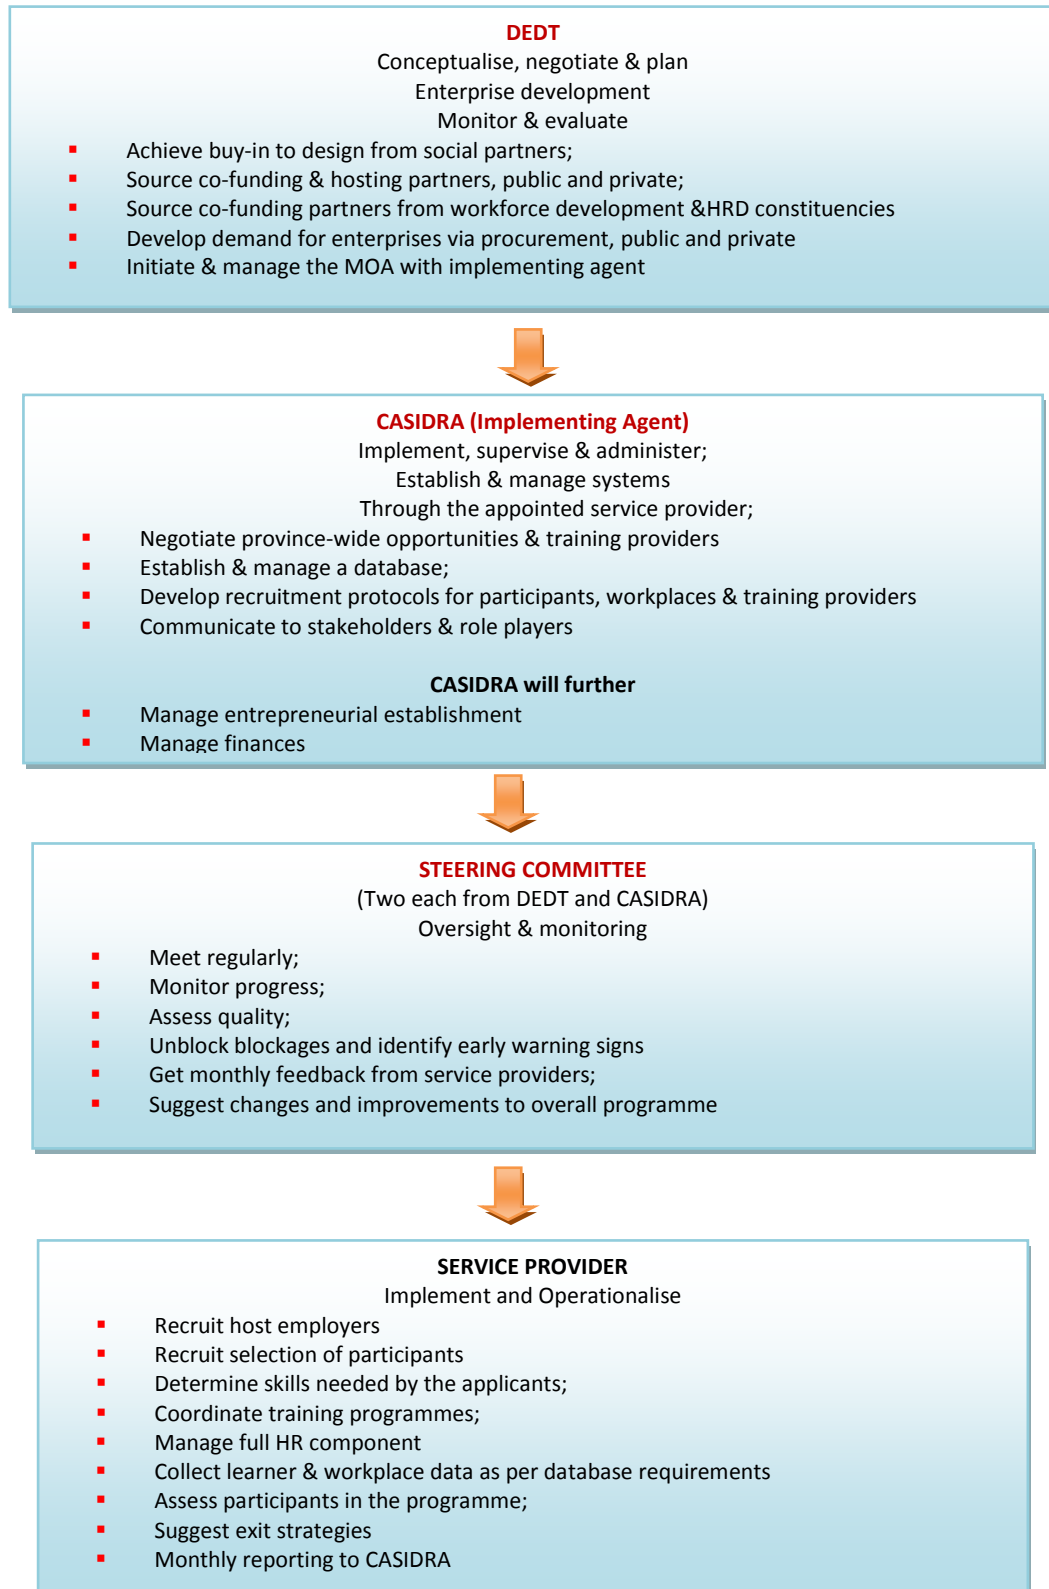 DEDT
Conceptualise, negotiate & plan
Enterprise development
Monitor & evaluate
▪ Achieve buy-in to design from social partners;
▪ Source co-funding & hosting partners, public and private;
▪ Source co-funding partners from workforce development &HRD constituencies
▪ Develop demand for enterprises via procurement, public and private
▪ Initiate & manage the MOA with implementing agent
CASIDRA (Implementing Agent)
Implement, supervise & administer;
Establish & manage systems
Through the appointed service provider;
▪ Negotiate province-wide opportunities & training providers
▪ Establish & manage a database;
▪ Develop recruitment protocols for participants, workplaces & training providers
▪ Communicate to stakeholders & role players
CASIDRA will further
▪ Manage entrepreneurial establishment
▪ Manage finances
STEERING COMMITTEE
(Two each from DEDT and CASIDRA)
Oversight & monitoring
▪ Meet regularly;
▪ Monitor progress;
▪ Assess quality;
▪ Unblock blockages and identify early warning signs
▪ Get monthly feedback from service providers;
▪ Suggest changes and improvements to overall programme
SERVICE PROVIDER
Implement and Operationalise
▪ Recruit host employers
▪ Recruit selection of participants
▪ Determine skills needed by the applicants;
▪ Coordinate training programmes;
▪ Manage full HR component
▪ Collect learner & workplace data as per database requirements
▪ Assess participants in the programme;
▪ Suggest exit strategies
▪ Monthly reporting to CASIDRA